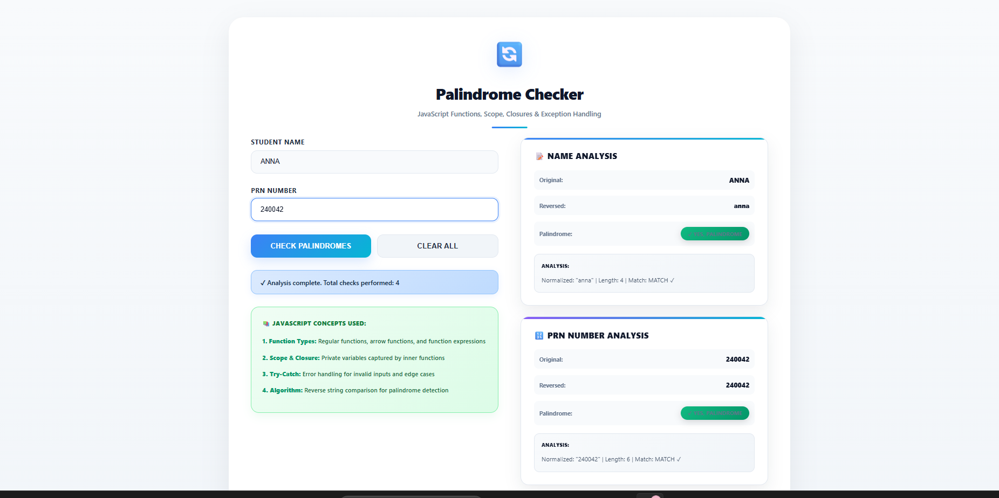 Palindrome Checker
JavaScript Functions, Scope, Closures & Exception Handling
STUDENT NAME
ANNA
PRN NUMBER
240042
CHECK PALINDROMES
CLEAR ALL
✓ Analysis complete. Total checks performed: 4
JAVASCRIPT CONCEPTS USED:
1. Function Types: Regular functions, arrow functions, and function expressions
2. Scope & Closure: Private variables captured by inner functions
3. Try-Catch: Error handling for invalid inputs and edge cases
4. Algorithm: Reverse string comparison for palindrome detection
NAME ANALYSIS
Original: ANNA
Reversed: anna
Palindrome:
ANALYSIS:
Normalized: "anna" | Length: 4 | Match: MATCH ✓
PRN NUMBER ANALYSIS
Original: 240042
Reversed: 240042
Palindrome:
ANALYSIS:
Normalized: "240042" | Length: 6 | Match: MATCH ✓